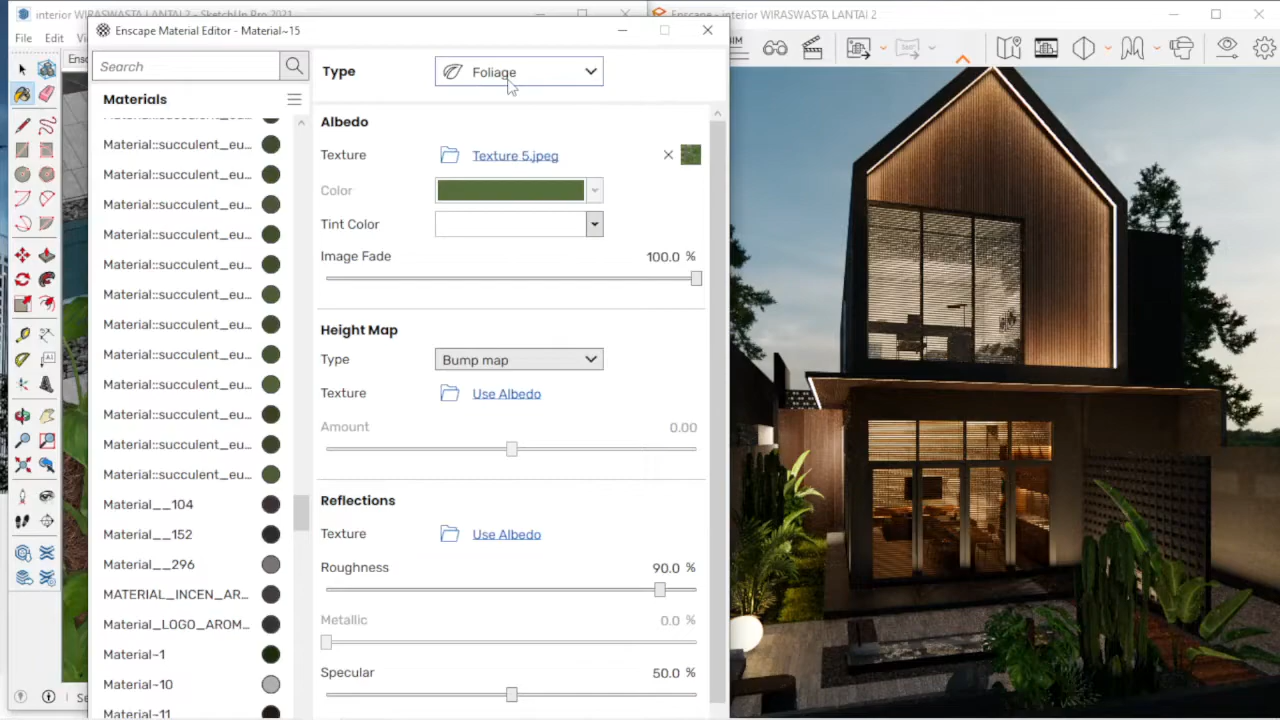 interior WIRASWASTA LANTAI 2 - SketchUp Pro 2021
Enscape - interior WIRASWASTA LANTAI 2
Enscape Material Editor - Material~15
File
Edit
Search
Type
Foliage
Materials
Albedo
Texture
Texture 5.jpeg
Color
Tint Color
Image Fade
100.0 %
Height Map
Type
Bump map
Texture
Use Albedo
Amount
0.00
Reflections
Texture
Use Albedo
Roughness
90.0 %
Metallic
0.0 %
Specular
50.0 %
Material::succulent_eu...
Material::succulent_eu...
Material::succulent_eu...
Material::succulent_eu...
Material::succulent_eu...
Material::succulent_eu...
Material::succulent_eu...
Material::succulent_eu...
Material::succulent_eu...
Material::succulent_eu...
Material::succulent_eu...
Material::succulent_eu...
Material__104
Material__152
Material__296
MATERIAL_INCEN_AR...
Material_LOGO_AROM...
Material~1
Material~10
Material~11